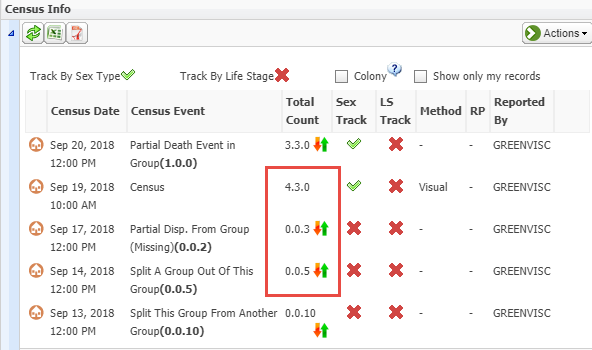 Census Info
Actions
Track By Sex Type Track By Life Stage Colony ? Show only my records
Census Date Census Event Total Count Sex Track LS Track Method RP Reported By
Sep 20, 2018 Partial Death Event in 3.3.0 - - GREENVISC
12:00 PM Group(1.0.0)
Sep 19, 2018 Census 4.3.0 Visual - GREENVISC
10:00 AM
Sep 17, 2018 Partial Disp. From Group 0.0.3 - - GREENVISC
12:00 PM (Missing)(0.0.2)
Sep 14, 2018 Split A Group Out Of This 0.0.5 - - GREENVISC
12:00 PM Group(0.0.5)
Sep 13, 2018 Split This Group From Another 0.0.10 - - GREENVISC
12:00 PM Group(0.0.10)